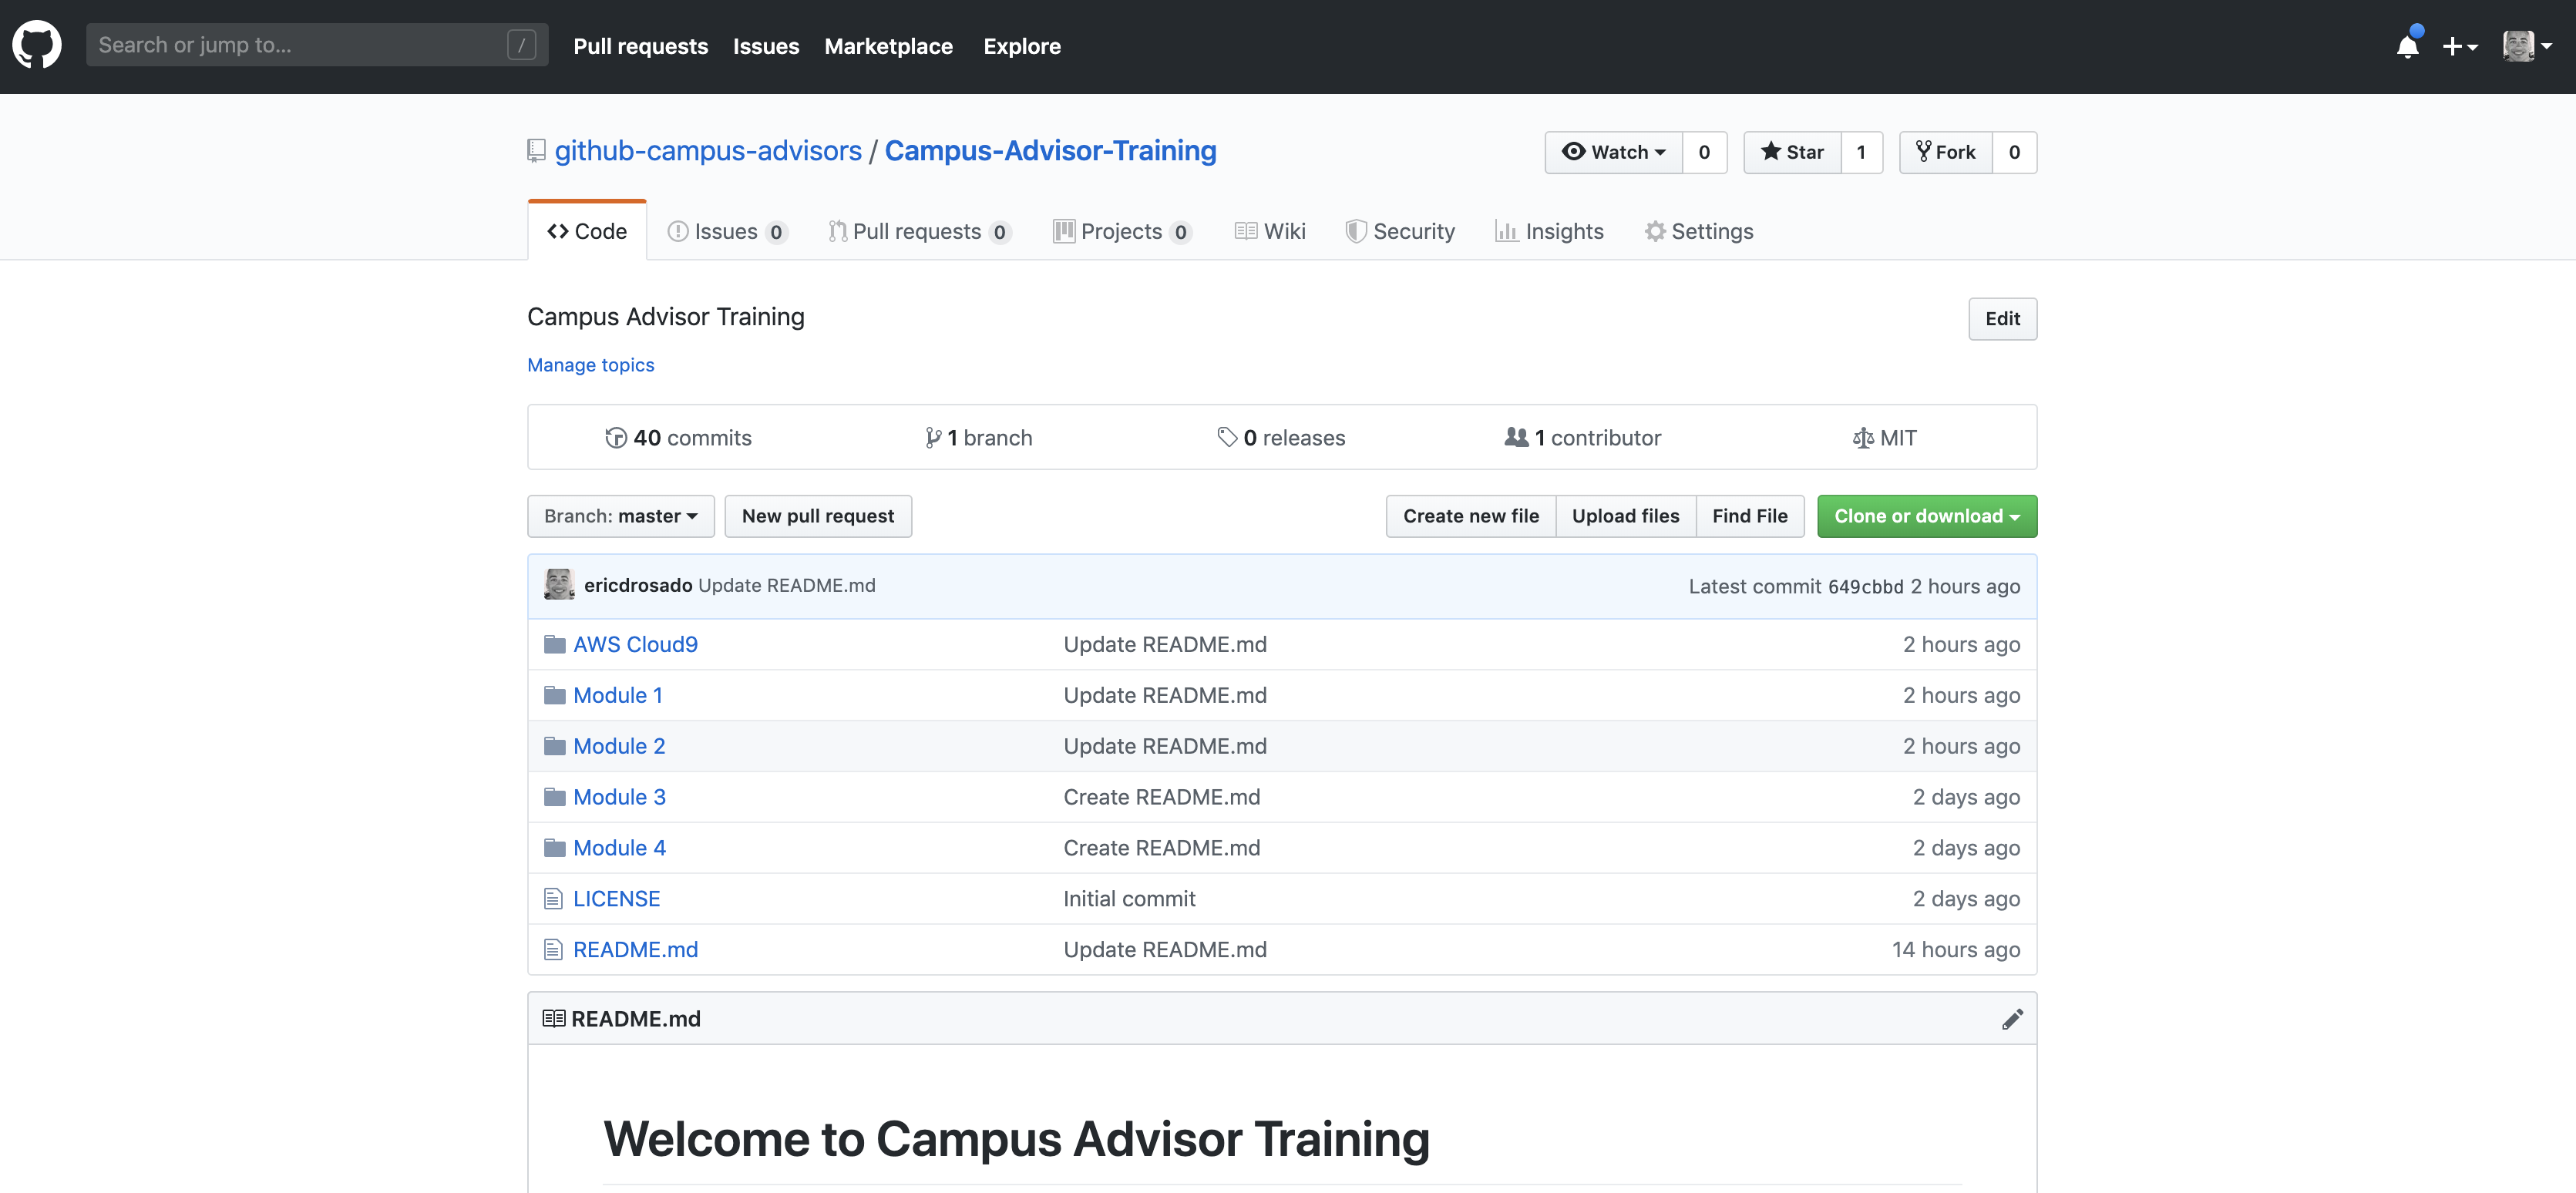 Search or jump to... /
Pull requests Issues Marketplace Explore
github-campus-advisors / Campus-Advisor-Training
Watch 0 Star 1 Fork 0
Code Issues 0 Pull requests 0 Projects 0 Wiki Security Insights Settings
Campus Advisor Training
Edit
Manage topics
40 commits 1 branch 0 releases 1 contributor MIT
Branch: master New pull request Create new file Upload files Find File Clone or download
ericdrosado Update README.md Latest commit 649cbbd 2 hours ago
AWS Cloud9 Update README.md 2 hours ago
Module 1 Update README.md 2 hours ago
Module 2 Update README.md 2 hours ago
Module 3 Create README.md 2 days ago
Module 4 Create README.md 2 days ago
LICENSE Initial commit 2 days ago
README.md Update README.md 14 hours ago
README.md
Welcome to Campus Advisor Training